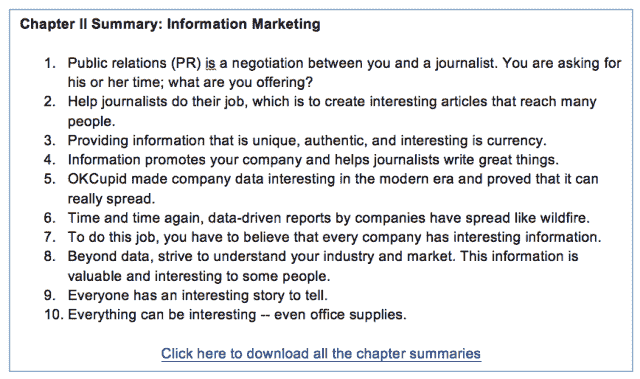 Chapter II Summary: Information Marketing
1. Public relations (PR) is a negotiation between you and a journalist. You are asking for
his or her time; what are you offering?
2. Help journalists do their job, which is to create interesting articles that reach many
people.
3. Providing information that is unique, authentic, and interesting is currency.
4. Information promotes your company and helps journalists write great things.
5. OKCupid made company data interesting in the modern era and proved that it can
really spread.
6. Time and time again, data-driven reports by companies have spread like wildfire.
7. To do this job, you have to believe that every company has interesting information.
8. Beyond data, strive to understand your industry and market. This information is
valuable and interesting to some people.
9. Everyone has an interesting story to tell.
10. Everything can be interesting -- even office supplies.
Click here to download all the chapter summaries